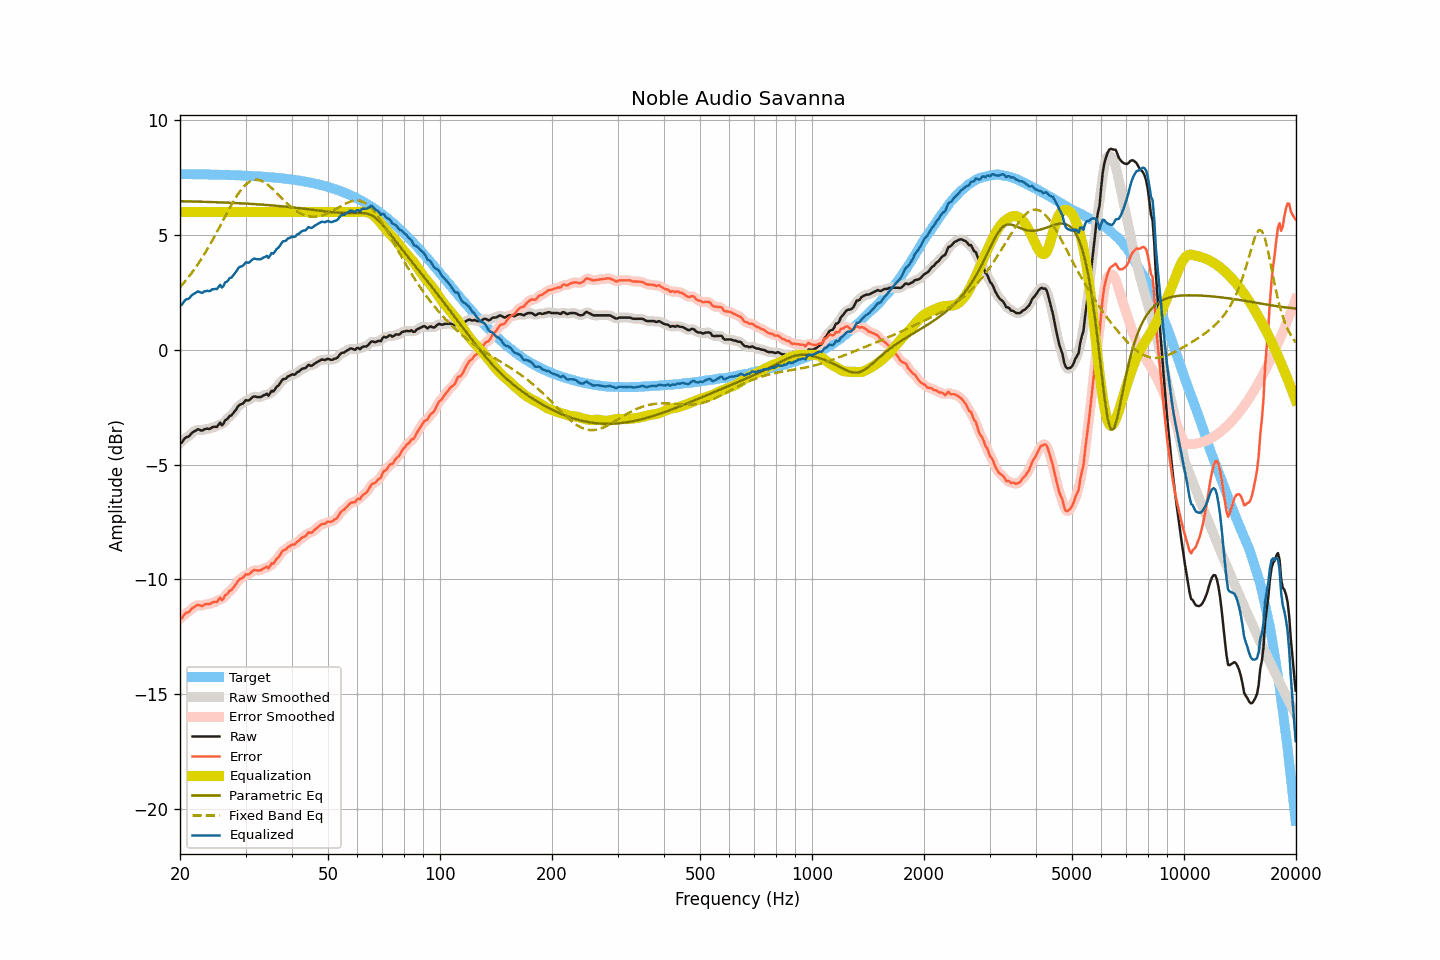 Noble Audio Savanna
10
5
0
−5
−10
−15
−20
Amplitude (dBr)
Target
Raw Smoothed
Error Smoothed
Raw
Error
Equalization
Parametric Eq
Fixed Band Eq
Equalized
20 50 100 200 500 1000 2000 5000 10000 20000
Frequency (Hz)